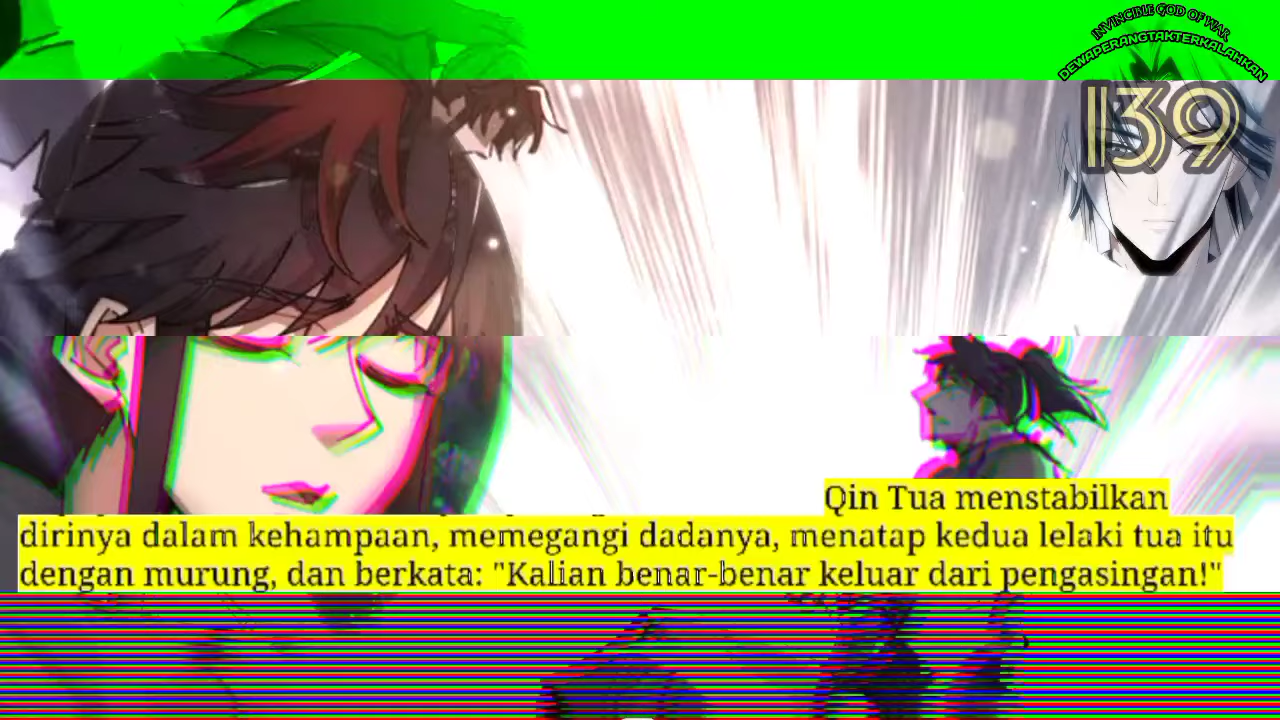 INVINCIBLE GOD OF WAR
DEWAPERANGTAKTERKALAHKAN
139
Qin Tua menstabilkan
dirinya dalam kehampaan, memegangi dadanya, menatap kedua lelaki tua itu
dengan murung, dan berkata: "Kalian benar-benar keluar dari pengasingan!"